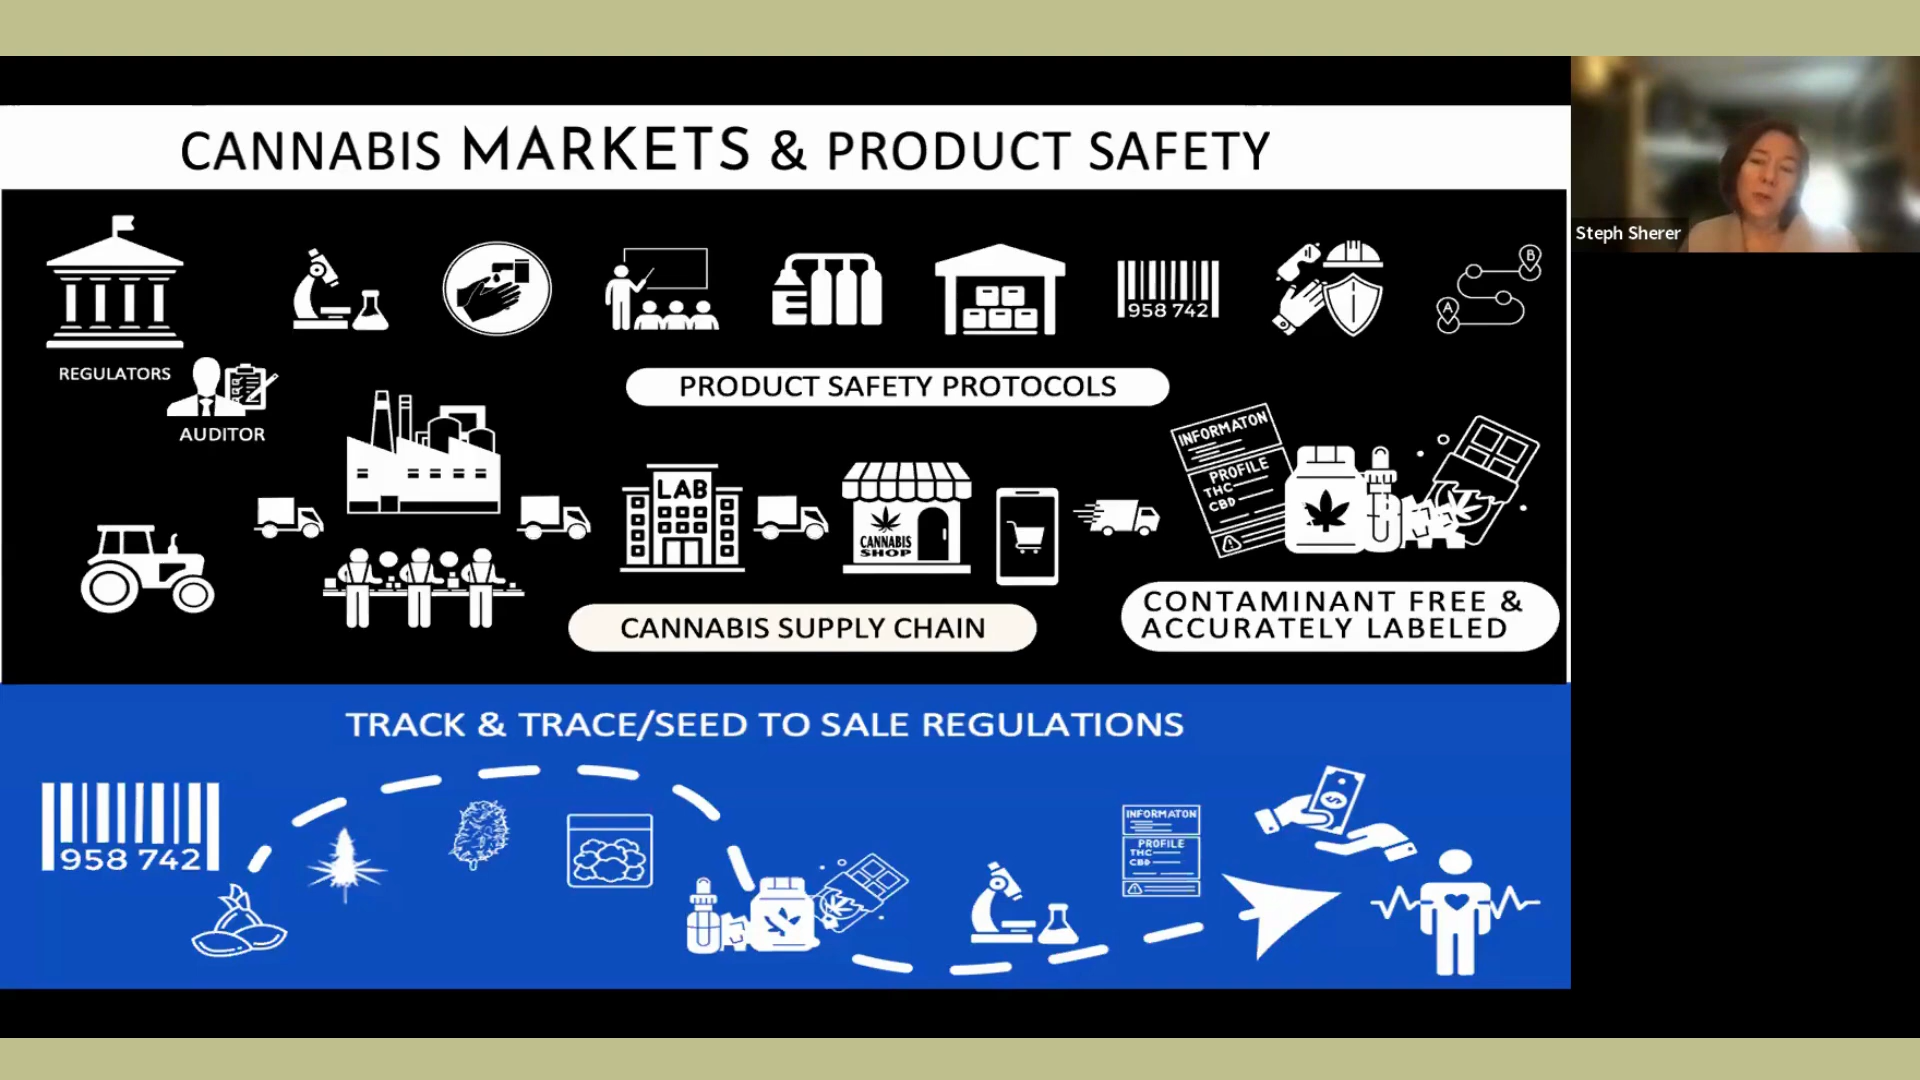 CANNABIS MARKETS & PRODUCT SAFETY
Steph Sherer
B
A
958 742
REGULATORS
AUDITOR
PRODUCT SAFETY PROTOCOLS
INFORMATON
PROFILE
THC
CBD
LAB
CANNABIS
SHOP
CANNABIS SUPPLY CHAIN
CONTAMINANT FREE &
ACCURATELY LABELED
TRACK & TRACE/SEED TO SALE REGULATIONS
958 742
INFORMATON
PROFILE
THC
CBD